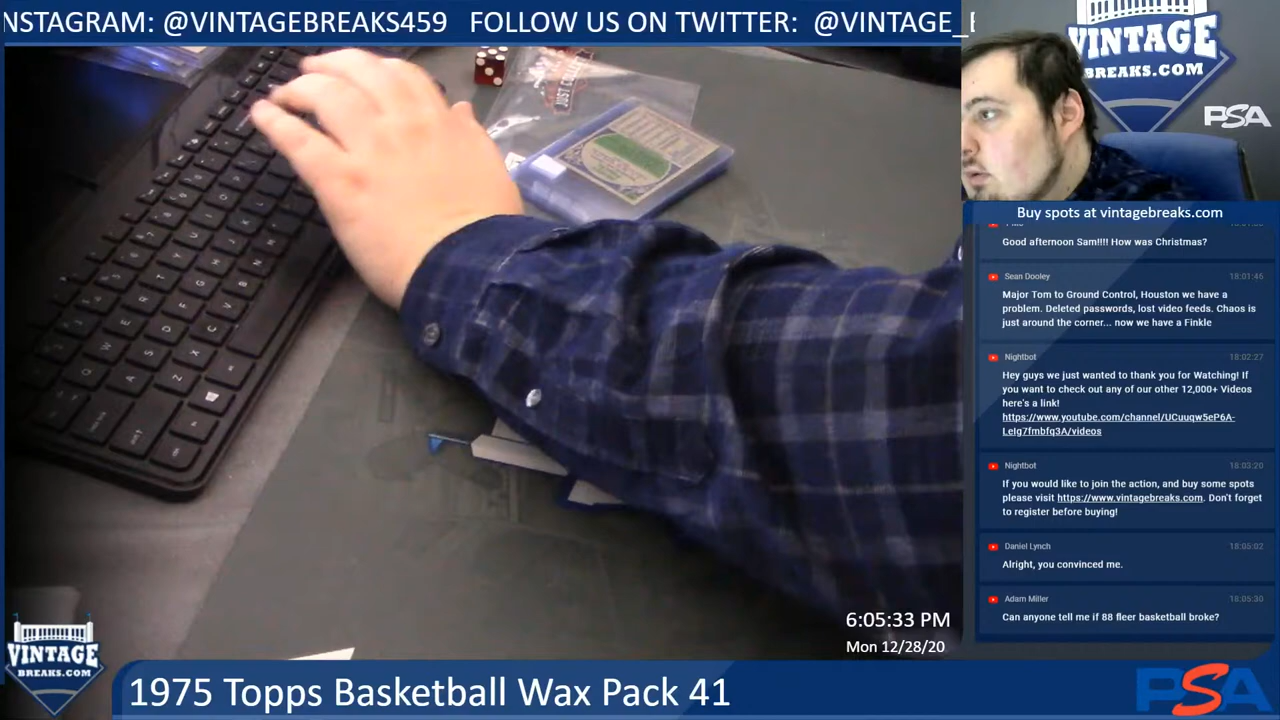 NSTAGRAM: @VINTAGEBREAKS459 FOLLOW US ON TWITTER: @VINTAGE_
VINTAGE
BREAKS.COM
PSA
JUST COLLECT
Buy spots at vintagebreaks.com
Good afternoon Sam!!!! How was Christmas?
Sean Dooley 18:01:46
Major Tom to Ground Control, Houston we have a
problem. Deleted passwords, lost video feeds. Chaos is
just around the corner... now we have a Finkle
Nightbot 18:02:27
Hey guys we just wanted to thank you for Watching! If
you want to check out any of our other 12,000+ Videos
here's a link!
https://www.youtube.com/channel/UCuuqw5eP6A-
LeIg7fmbfq3A/videos
Nightbot 18:03:20
If you would like to join the action, and buy some spots
please visit https://www.vintagebreaks.com. Don't forget
to register before buying!
Daniel Lynch 18:05:02
Alright, you convinced me.
Adam Miller 18:05:30
Can anyone tell me if 88 fleer basketball broke?
6:05:33 PM
Mon 12/28/20
VINTAGE
BREAKS.COM
1975 Topps Basketball Wax Pack 41
PSA